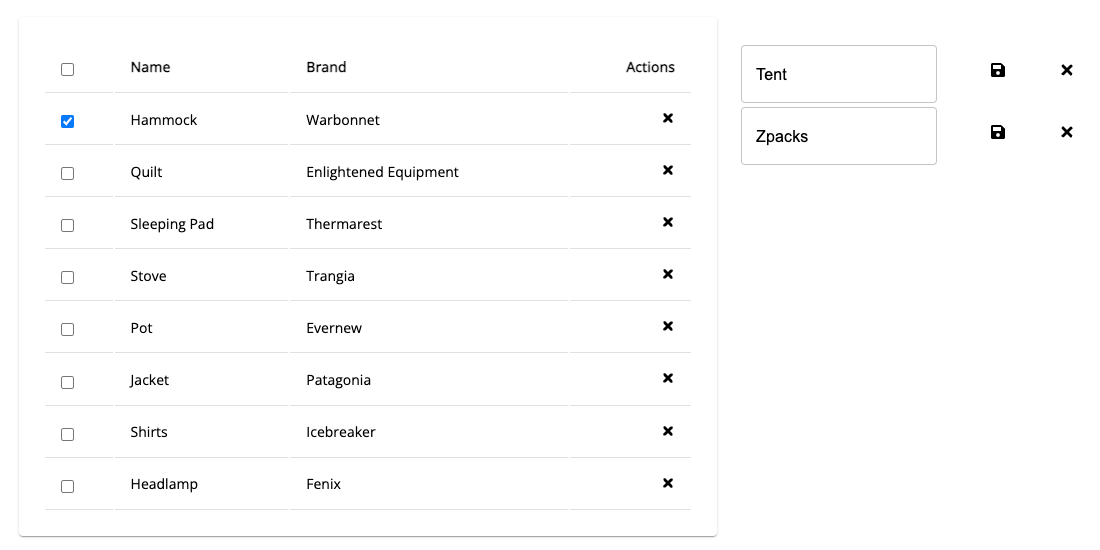 Name Brand Actions
Hammock Warbonnet
Quilt Enlightened Equipment
Sleeping Pad Thermarest
Stove Trangia
Pot Evernew
Jacket Patagonia
Shirts Icebreaker
Headlamp Fenix
Tent
Zpacks